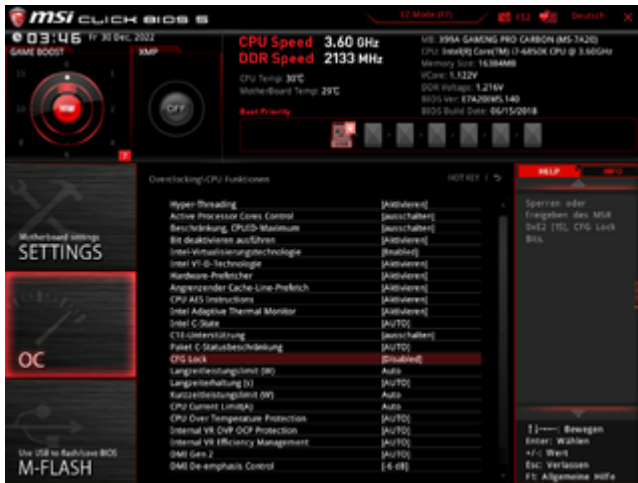 msi CLICK BIOS 5
EZ Mode (F7)
F12
Deutsch
X
03:46 Fr 30 Dec, 2022
GAME BOOST
XMP
OFF
CPU Speed 3.60 GHz
DDR Speed 2133 MHz
CPU Temp: 30°C
Motherboard Temp: 29°C
MB: X99A GAMING PRO CARBON (MS-7A20)
CPU: Intel(R) Core(TM) i7-6850K CPU @ 3.60GHz
Memory Size: 16384MB
VCore: 1.122V
DDR Voltage: 1.216V
BIOS Ver: E7A20IMS.140
BIOS Build Date: 06/15/2018
Boot Priority
Motherboard settings
SETTINGS
OC
Use USB to flash/save BIOS
M-FLASH
Overclocking\CPU Funktionen
HOT KEY
Hyper-Threading [Aktivieren]
Active Processor Cores Control [ausschalten]
Beschränkung, CPUID-Maximum [ausschalten]
Bit deaktivieren ausführen [Aktivieren]
Intel-Virtualisierungstechnologie [Enabled]
Intel VT-D-Technologie [Aktivieren]
Hardware-Prefetcher [Aktivieren]
Angrenzender Cache-Line-Prefetch [Aktivieren]
CPU AES Instructions [Aktivieren]
Intel Adaptive Thermal Monitor [Aktivieren]
Intel C-State [AUTO]
C1E-Unterstützung [ausschalten]
Paket C-Statusbeschränkung [AUTO]
CFG Lock [Disabled]
Langzeitleistungslimit (W) Auto
Langzeiterhaltung (s) [AUTO]
Kurzzeitleistungslimit (W) Auto
CPU Current Limit(A) Auto
CPU Over Temperature Protection [AUTO]
Internal VR OVP OCP Protection [AUTO]
Internal VR Efficiency Management [AUTO]
DMI Gen 2 [AUTO]
DMI De-emphasis Control [-6 dB]
HELP
INFO
Sperren oder
freigeben des MSR
0xE2 [15], CFG Lock
Bits.
Bewegen
Enter: Wählen
+/-: Wert
Esc: Verlassen
F1: Allgemeine Hilfe